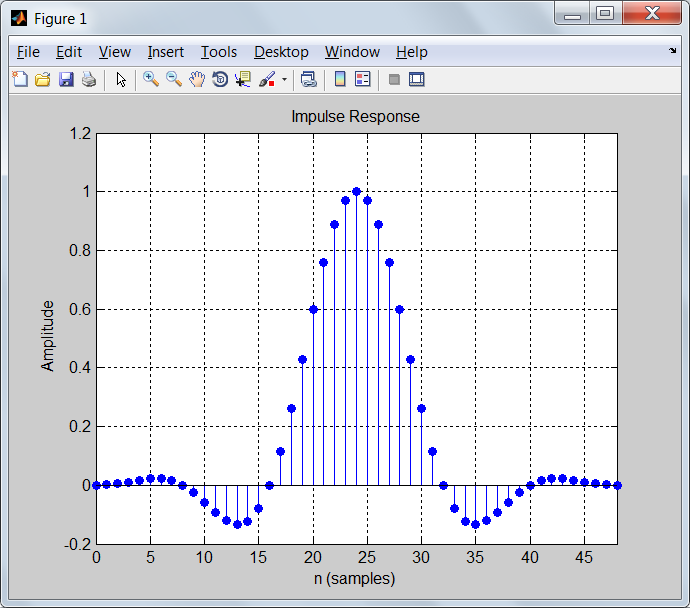 Figure 1
File Edit View Insert Tools Desktop Window Help
Impulse Response
1.2
1
0.8
0.6
0.4
0.2
0
-0.2
Amplitude
0 5 10 15 20 25 30 35 40 45
n (samples)